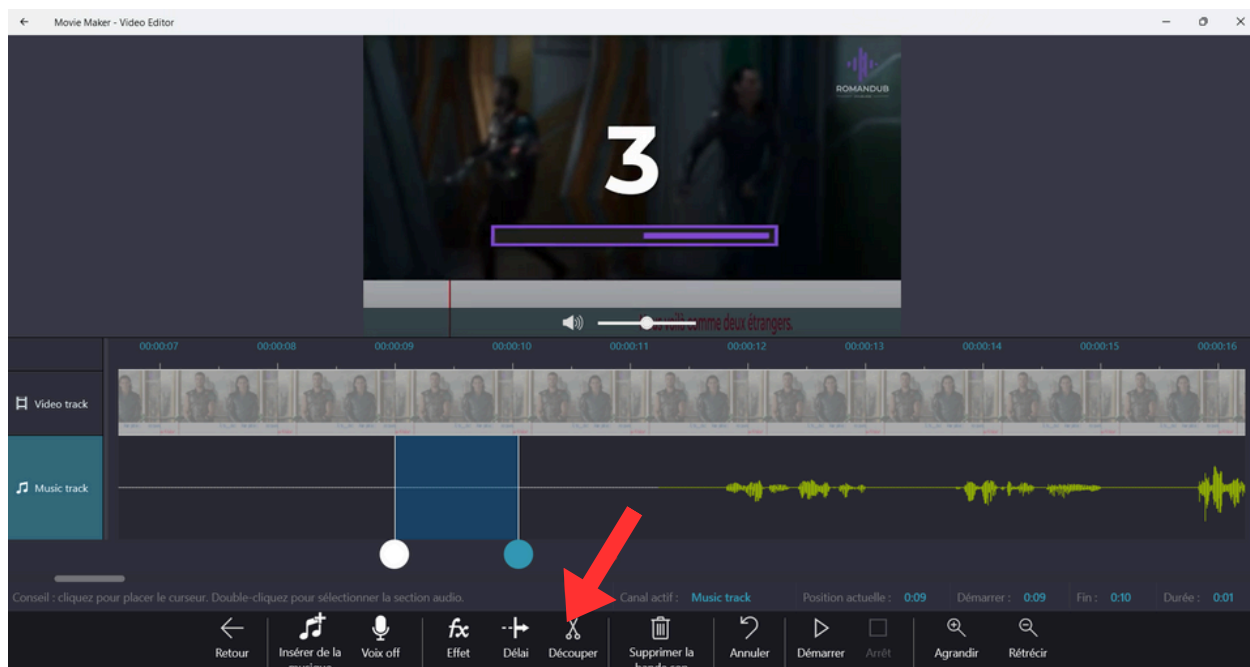 Movie Maker - Video Editor
ROMANDUB
3
comme deux étrangers.
00:00:07 00:00:08 00:00:09 00:00:10 00:00:11 00:00:12 00:00:13 00:00:14 00:00:15 00:00:16
Video track
Music track
Conseil : cliquez pour placer le curseur. Double-cliquez pour sélectionner la section audio.
Canal actif : Music track Position actuelle : 0:09 Démarrer : 0:09 Fin : 0:10 Durée : 0:01
Retour
Insérer de la
Voix off
fx
Effet
Délai
Découper
Supprimer la
Annuler
Démarrer
Arrêt
Agrandir
Rétrécir